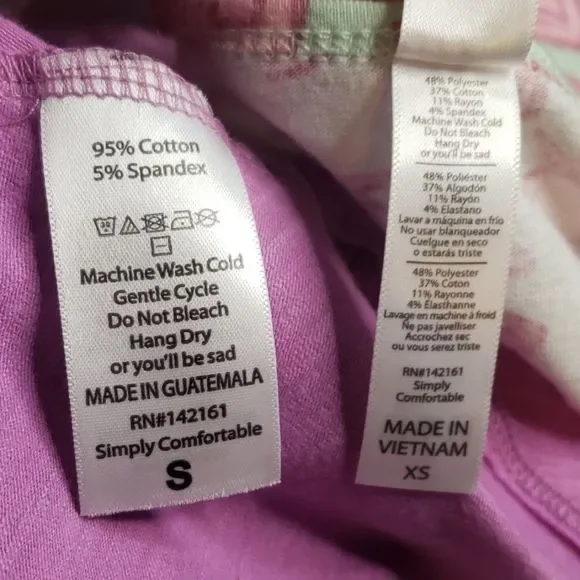 95% Cotton
5% Spandex
30
Machine Wash Cold
Gentle Cycle
Do Not Bleach
Hang Dry
or you'll be sad
MADE IN GUATEMALA
RN#142161
Simply Comfortable
S
48% Polyester
37% Cotton
11% Rayon
4% Spandex
Machine Wash Cold
Do Not Bleach
Hang Dry
or you'll be sad
48% Poliéster
37% Algodón
11% Rayón
4% Elastano
Lavar a máquina en frío
No usar blanqueador
Cuelgue en seco
o estarás triste
48% Polyester
37% Coton
11% Rayonne
4% Élasthanne
Lavage en machine à froid
Ne pas javelliser
Accrochez sec
ou vous serez triste
RN#142161
Simply
Comfortable
MADE IN
VIETNAM
XS